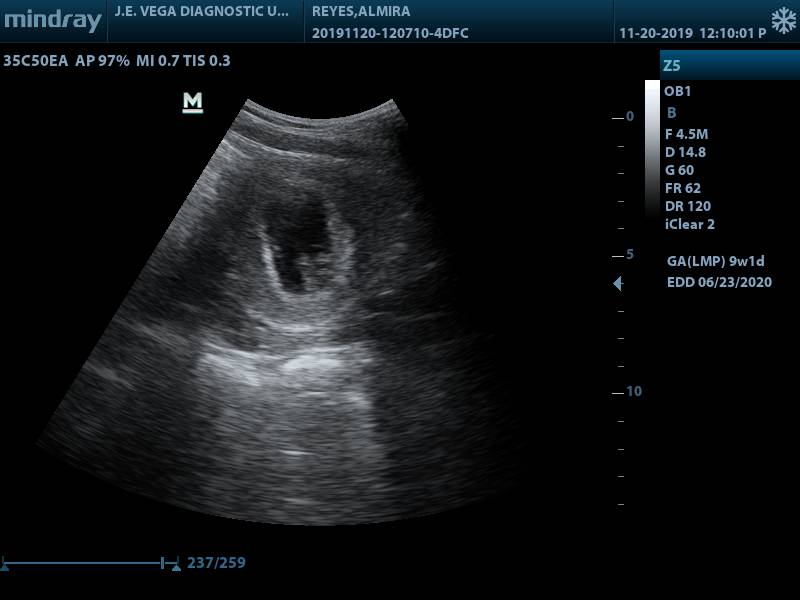 mindray
J.E. VEGA DIAGNOSTIC U...
REYES,ALMIRA
20191120-120710-4DFC
11-20-2019 12:10:01 P
35C50EA AP 97% MI 0.7 TIS 0.3
Z5
M
OB1
B
F 4.5M
D 14.8
G 60
FR 62
DR 120
iClear 2
GA(LMP) 9w1d
EDD 06/23/2020
0
5
10
237/259